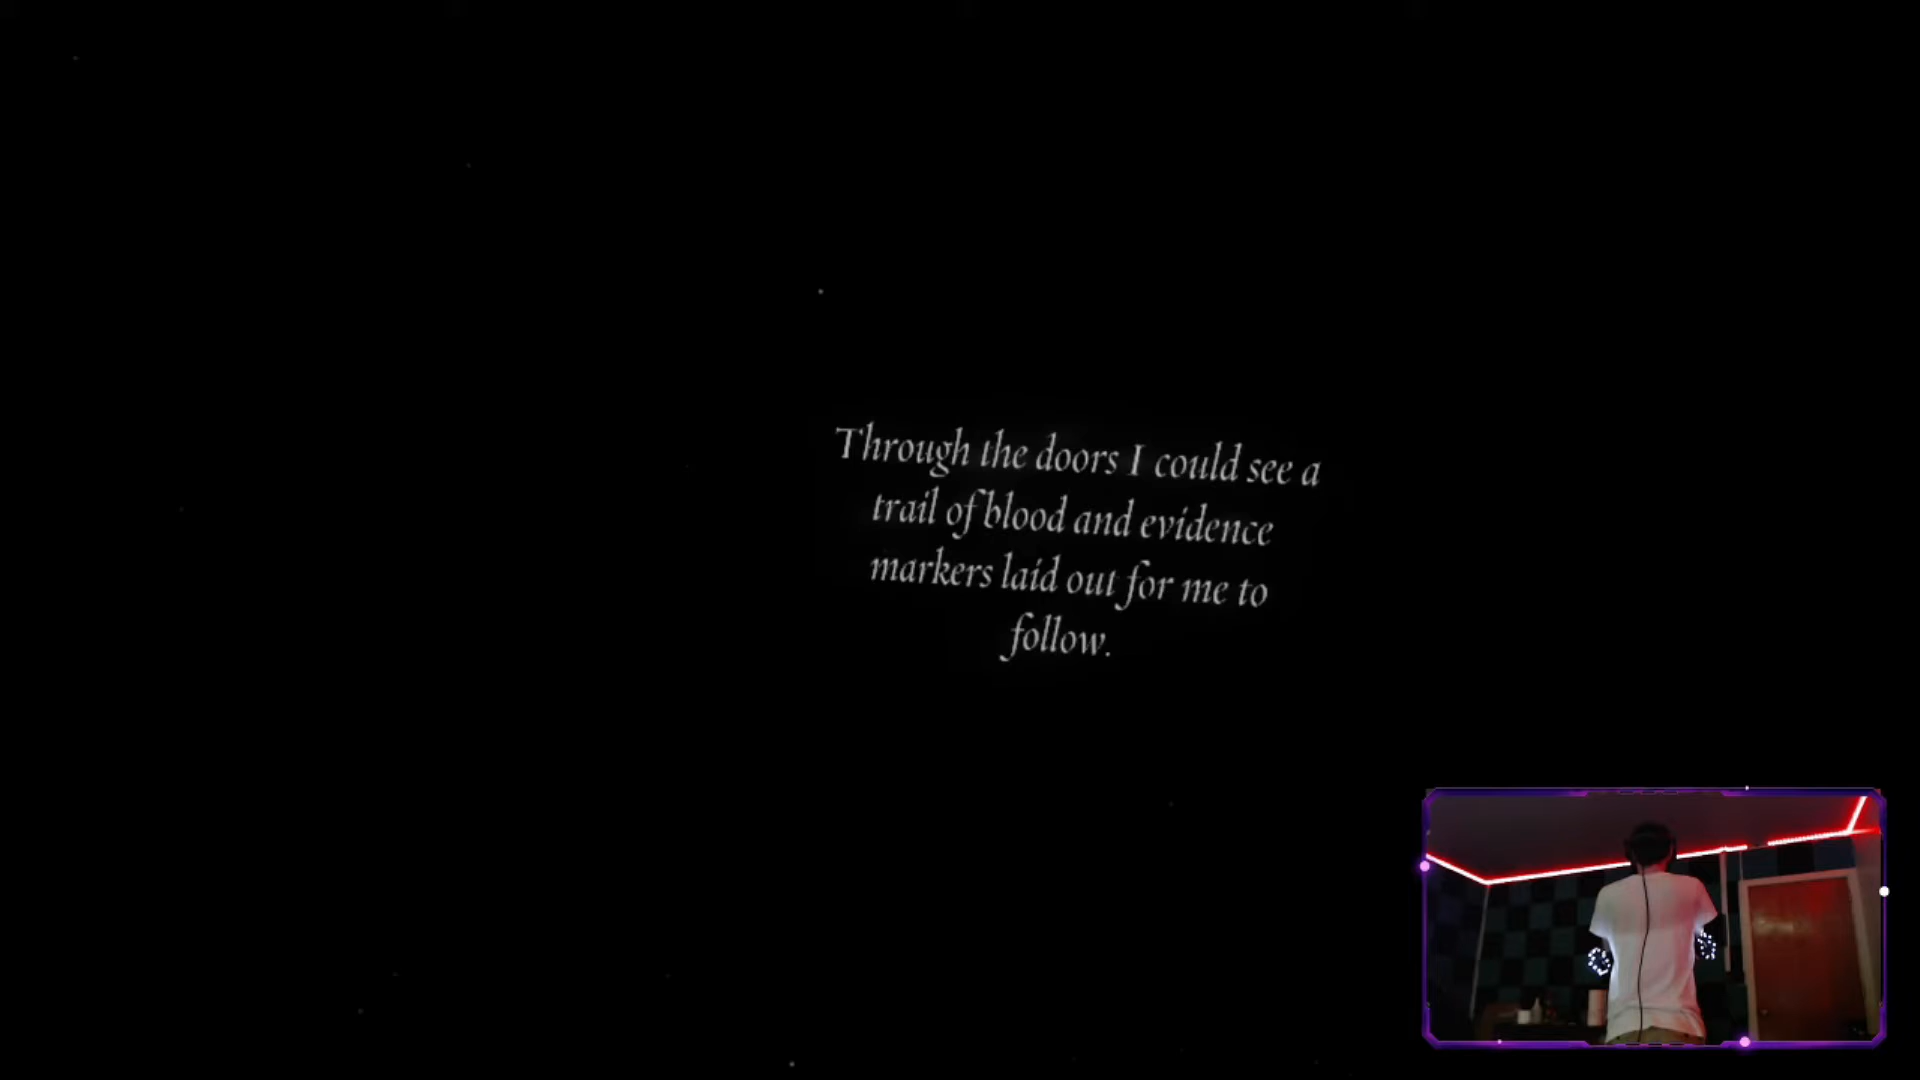 Through the doors I could see a
trail of blood and evidence
markers laid out for me to
follow.